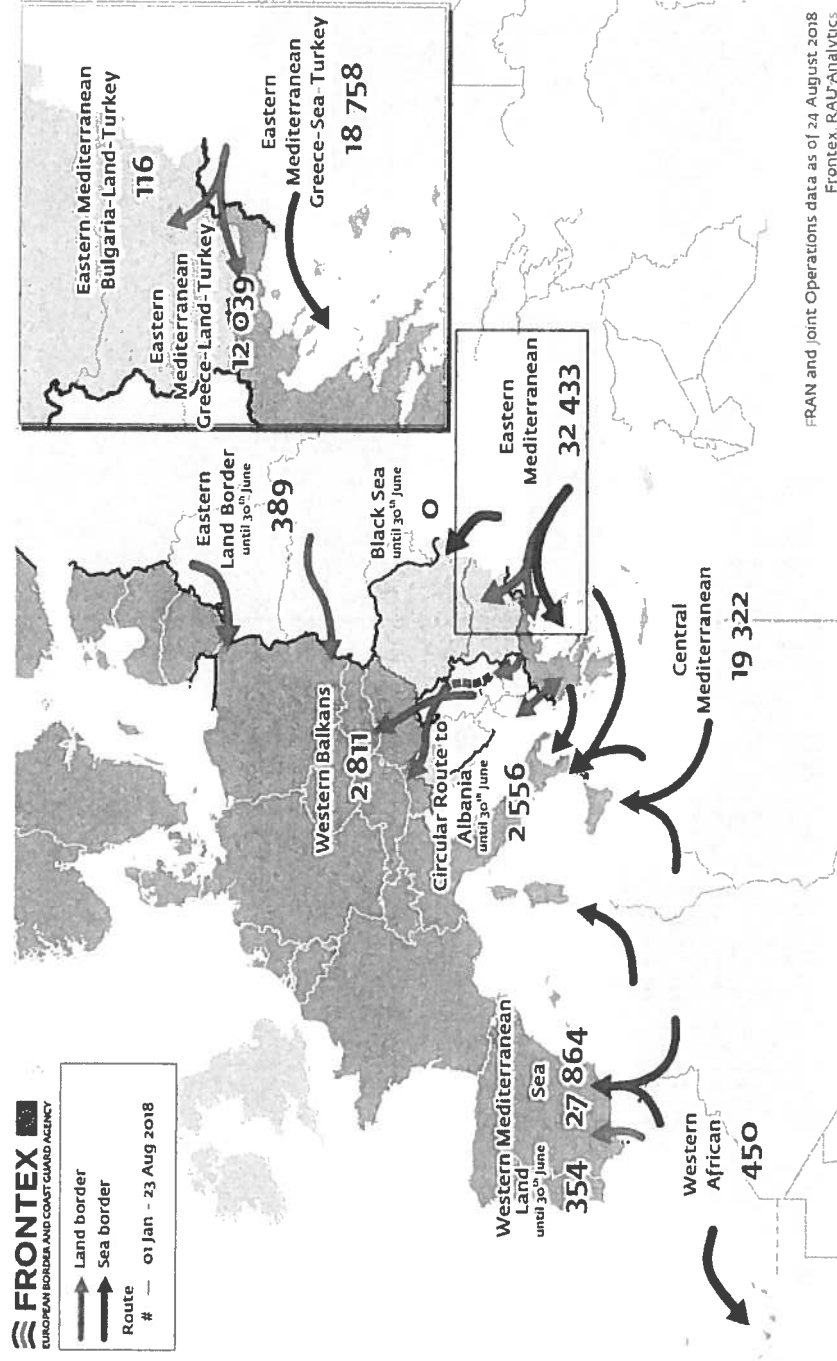 FRONTEX
EUROPEAN BORDER AND COAST GUARD AGENCY
Land border
Sea border
Route
# — 01 Jan - 23 Aug 2018
Western
African
450
Western Mediterranean
Land
until 30th June
354
Sea
27 864
Western Balkans
2 811
Circular Route to
Albania
until 30th June
2 556
Central
Mediterranean
19 322
Eastern
Land Border
until 30th June
389
Black Sea
until 30th June
0
Eastern
Mediterranean
32 433
Eastern Mediterranean
Bulgaria-Land-Turkey
116
Eastern
Mediterranean
Greece-Land-Turkey
12 039
Eastern
Mediterranean
Greece-Sea-Turkey
18 758
FRAN and Joint Operations data as of 24 August 2018
Frontex, RAU Analytics